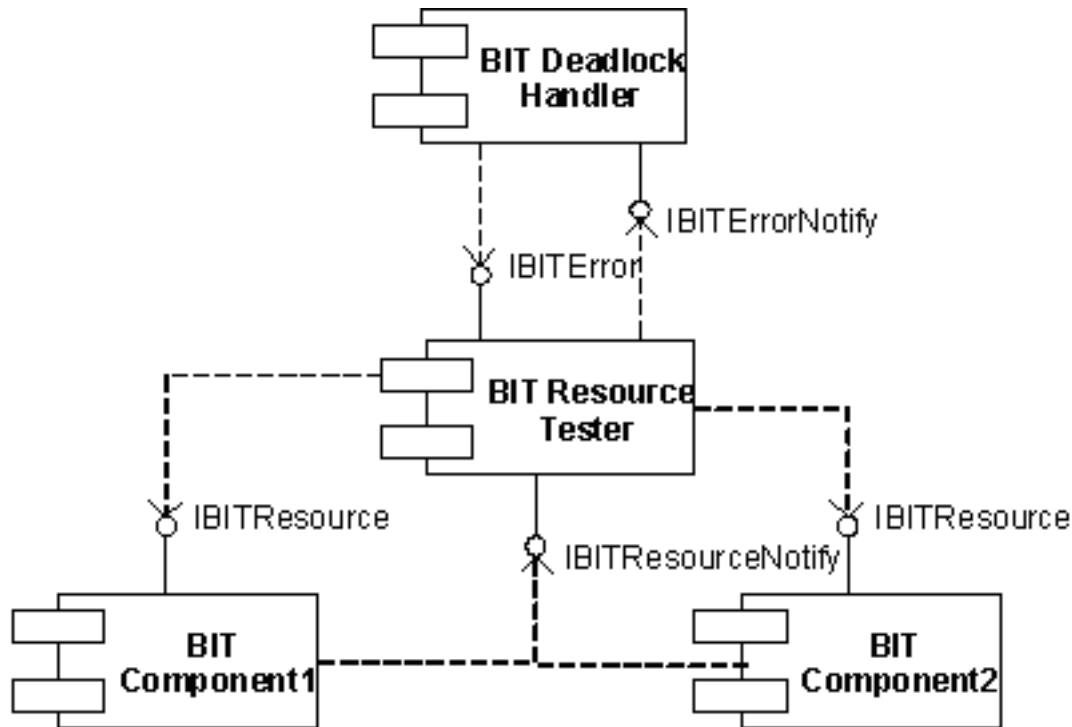 BIT Deadlock
Handler
IBITErrorNotify
IBITError
BIT Resource
Tester
IBITResource
IBITResource
IBITResourceNotify
BIT
Component1
BIT
Component2